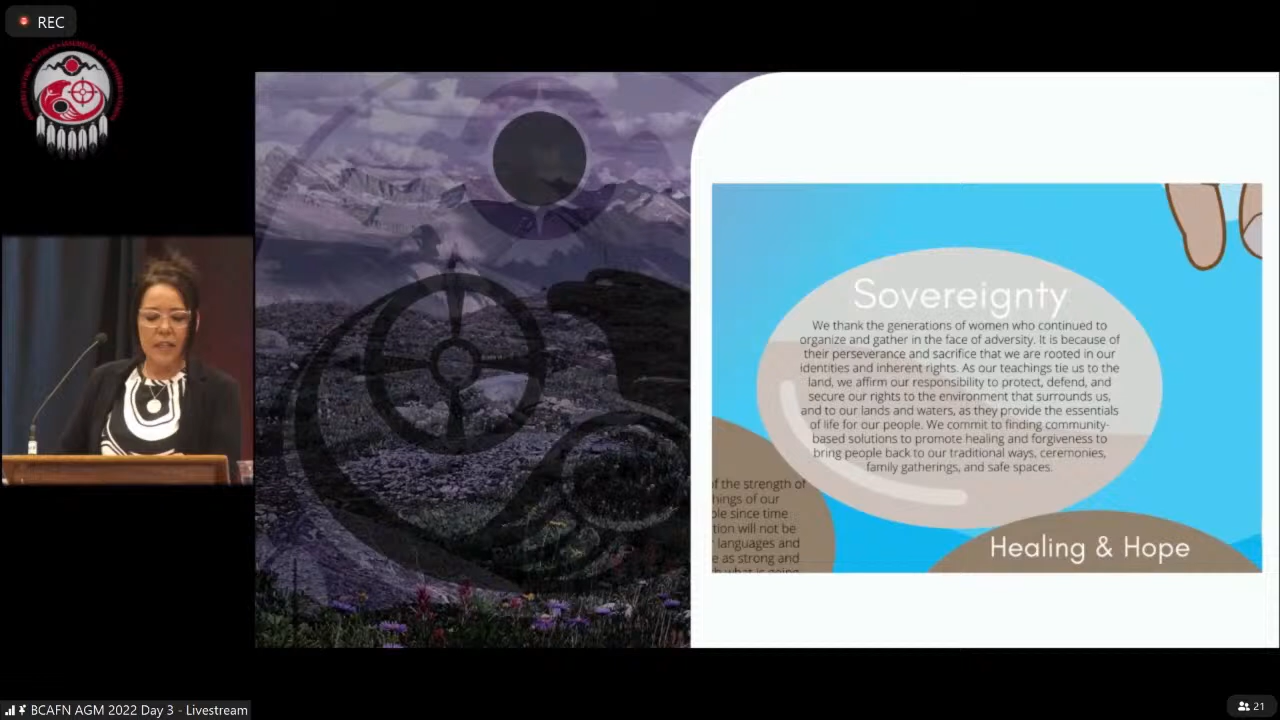 REC
Sovereignty
We thank the generations of women who continued to
organize and gather in the face of adversity. It is because of
their perseverance and sacrifice that we are rooted in our
identities and inherent rights. As our teachings tie us to the
land, we affirm our responsibility to protect, defend, and
secure our rights to the environment that surrounds us,
and to our lands and waters, as they provide the essentials
of life for our people. We commit to finding community-
based solutions to promote healing and forgiveness to
bring people back to our traditional ways, ceremonies,
family gatherings, and safe spaces.
of the strength of
hings of our
ple since time
tion will not be
languages and
e as strong and
Healing & Hope
BCAFN AGM 2022 Day 3 - Livestream
21